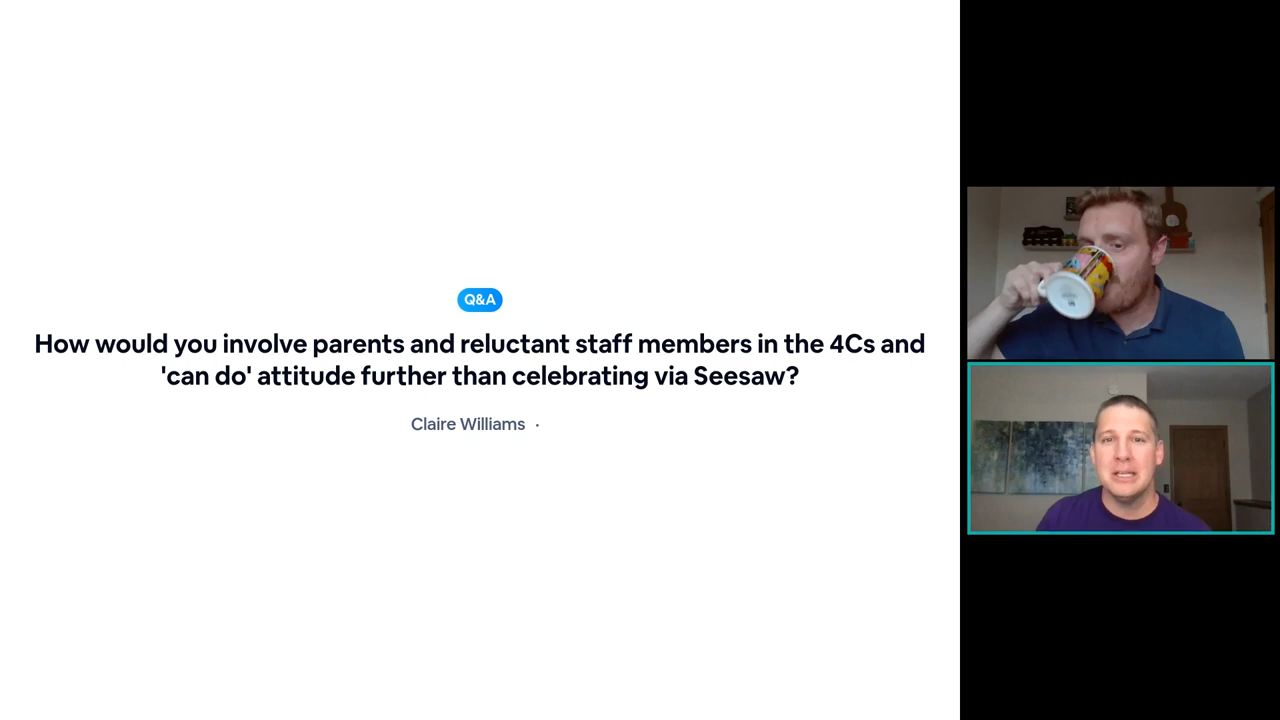 Q&A
How would you involve parents and reluctant staff members in the 4Cs and
'can do' attitude further than celebrating via Seesaw?
Claire Williams ·